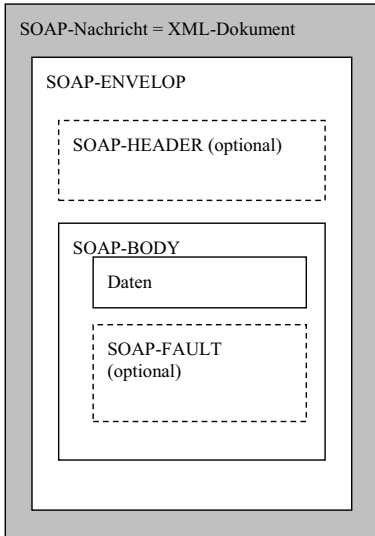 SOAP-Nachricht = XML-Dokument
SOAP-ENVELOP
SOAP-HEADER (optional)
SOAP-BODY
Daten
SOAP-FAULT
(optional)